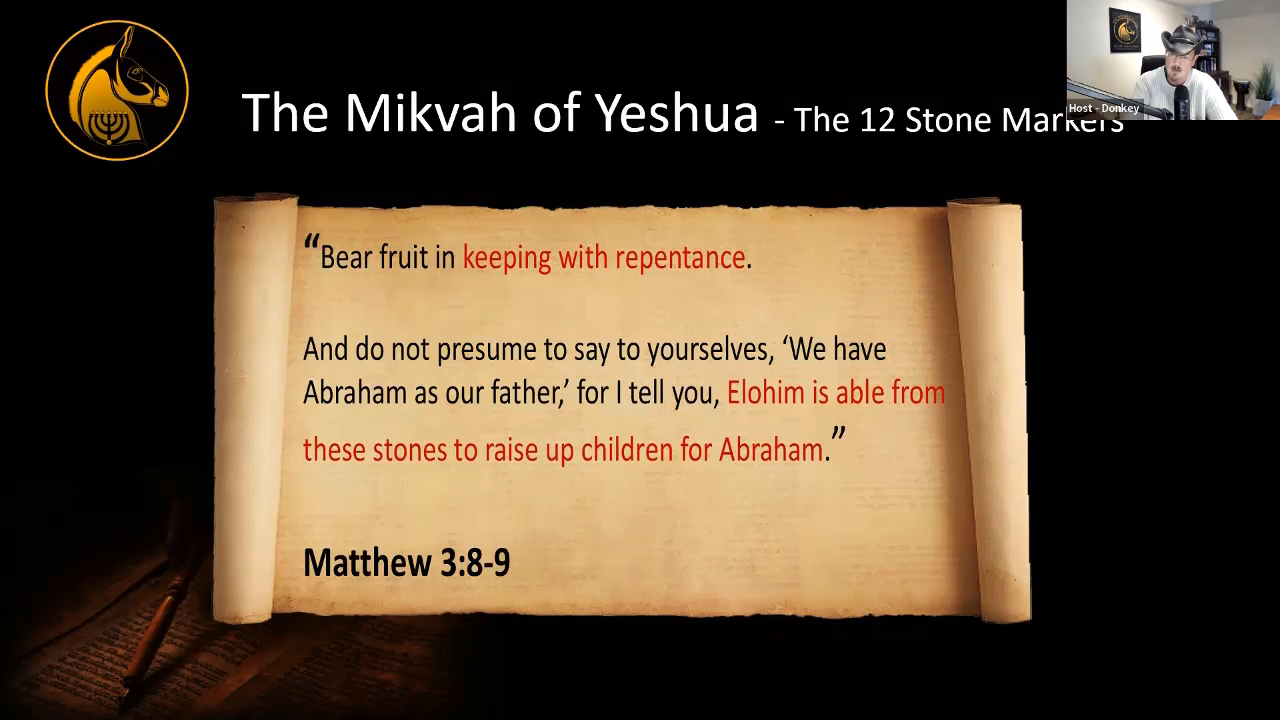 The Mikvah of Yeshua - The 12 Stone Markers
Host - Donkey
“Bear fruit in keeping with repentance.
And do not presume to say to yourselves, ‘We have
Abraham as our father,’ for I tell you, Elohim is able from
these stones to raise up children for Abraham.”
Matthew 3:8-9